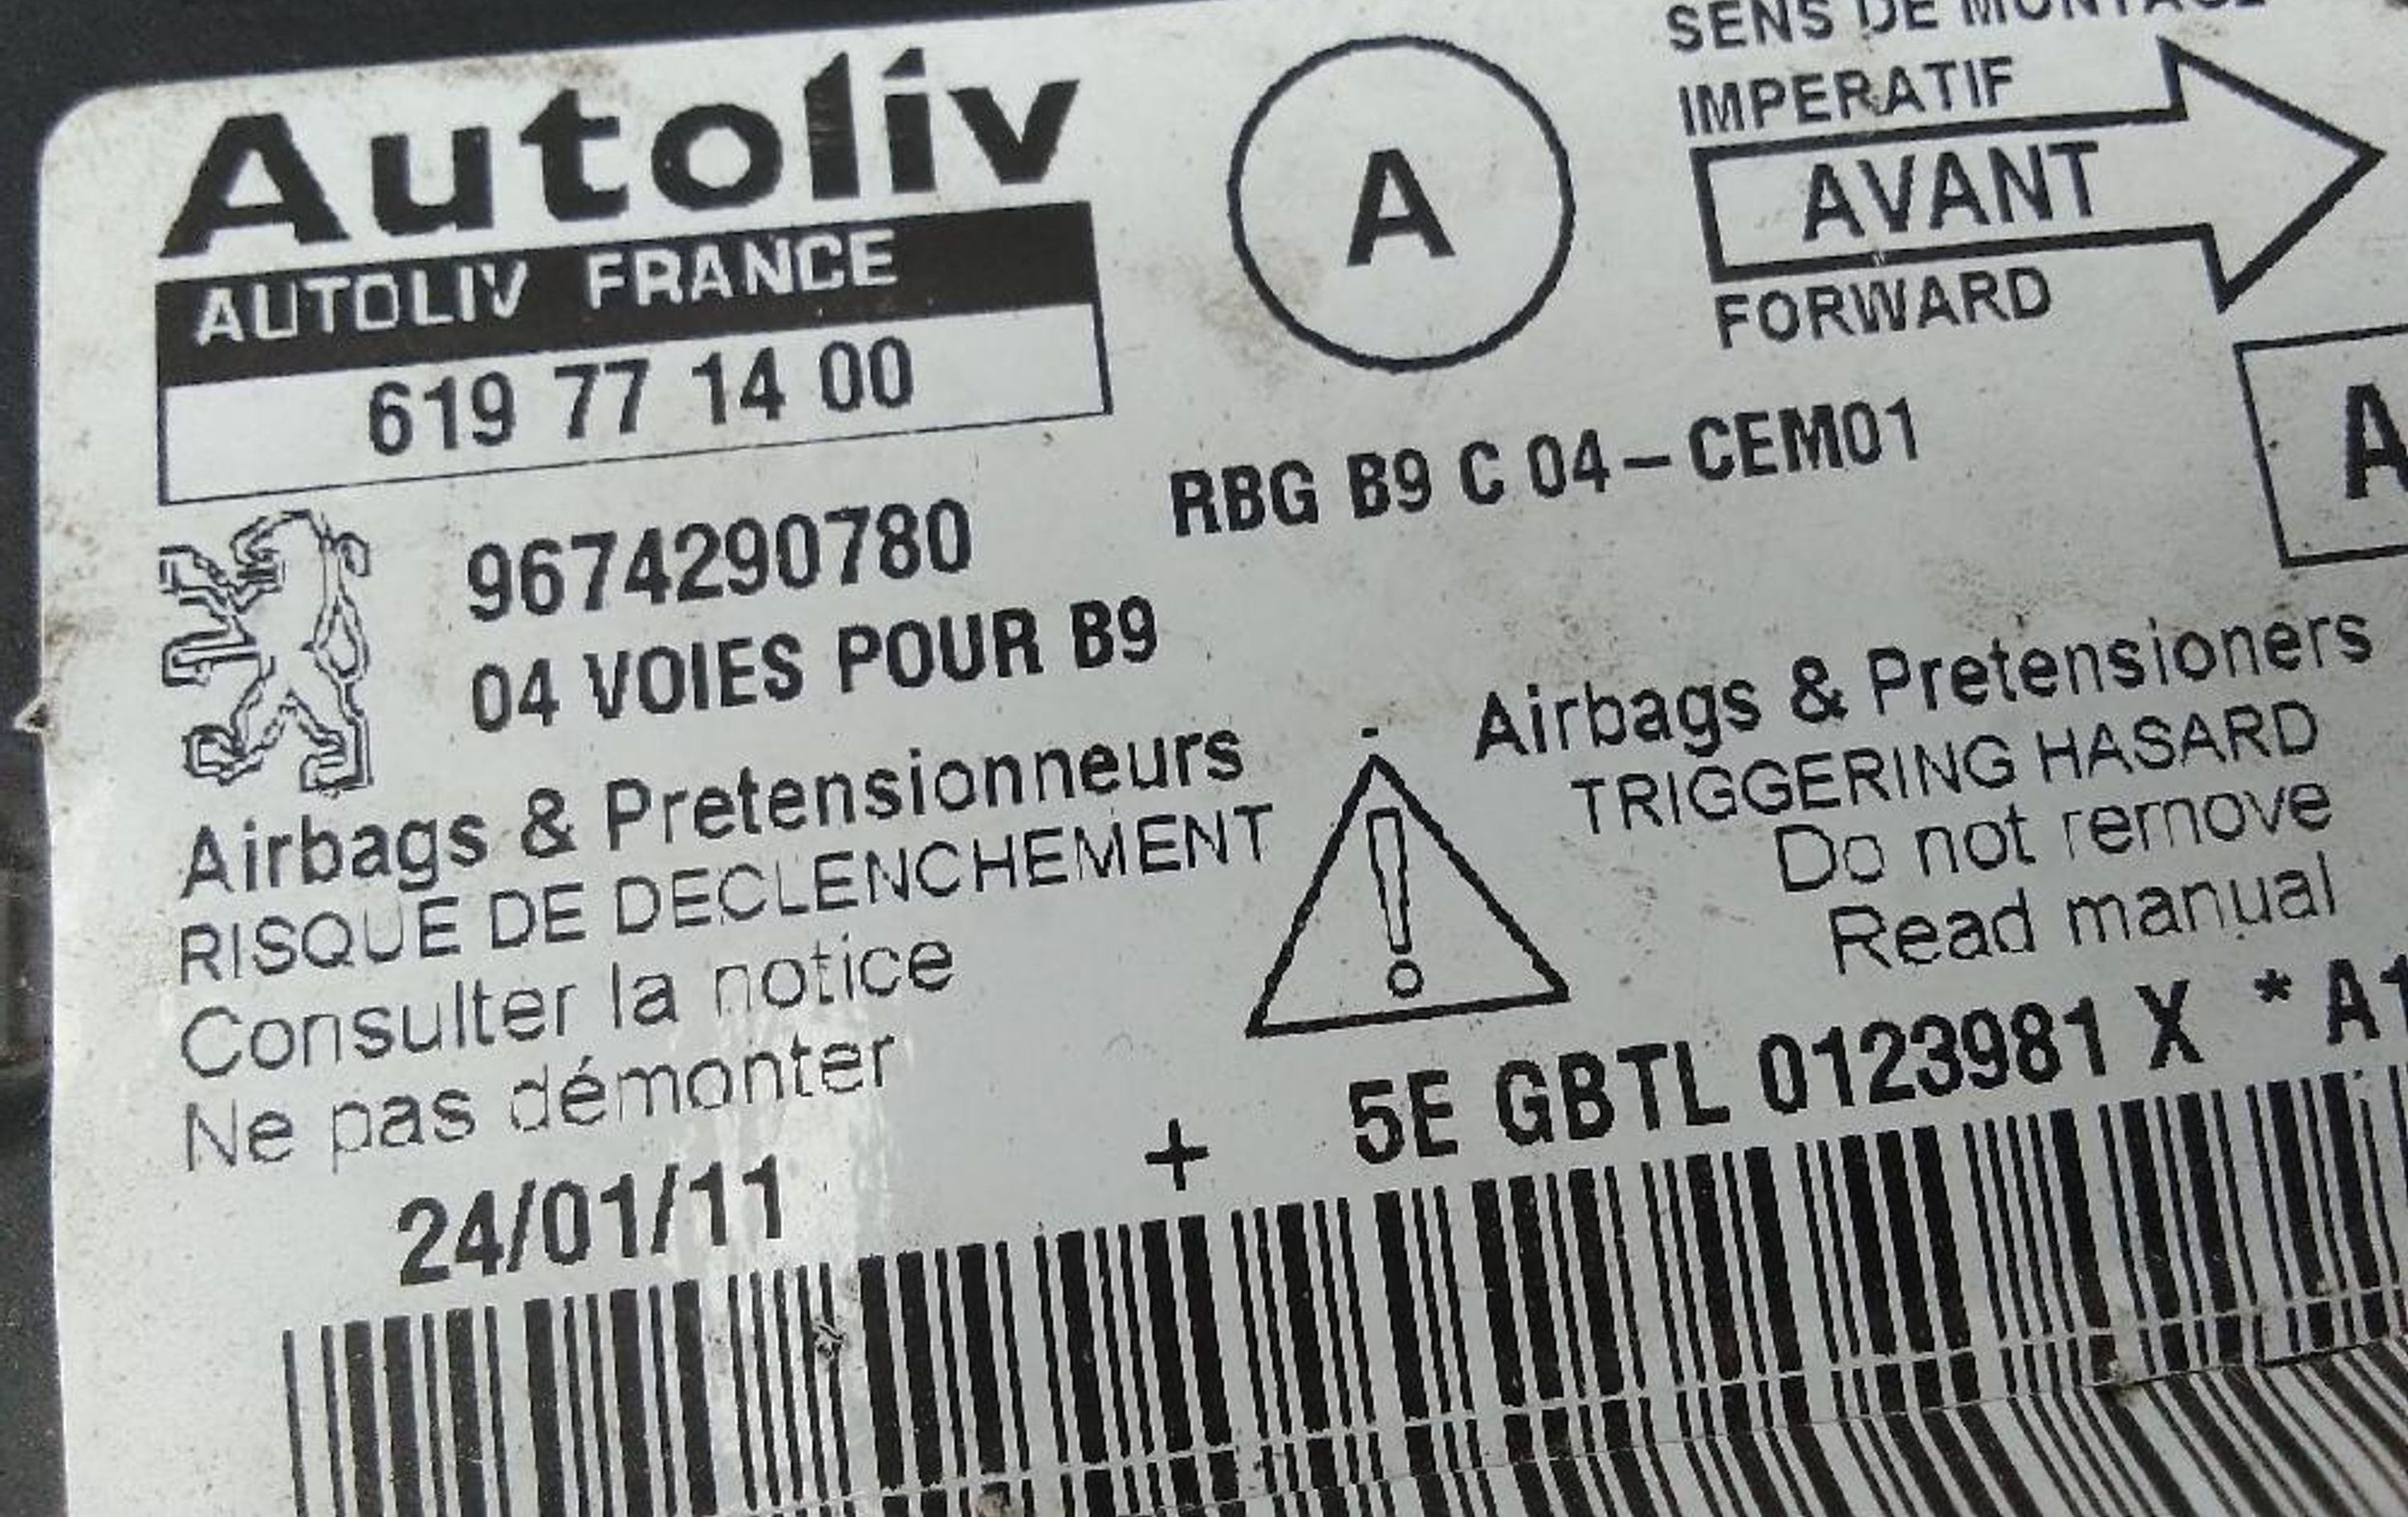 Autoliv
AUTOLIV FRANCE
619 77 14 00
A
SENS DE MONTAGE
IMPERATIF
AVANT
FORWARD
A
9674290780
RBG B9 C 04-CEM01
04 VOIES POUR B9
Airbags & Pretensionneurs
RISQUE DE DECLENCHEMENT
Consulter la notice
Ne pas démonter
- Airbags & Pretensioners
TRIGGERING HASARD
Do not remove
Read manual
24/01/11
+ 5E GBTL 0123981 X * A1